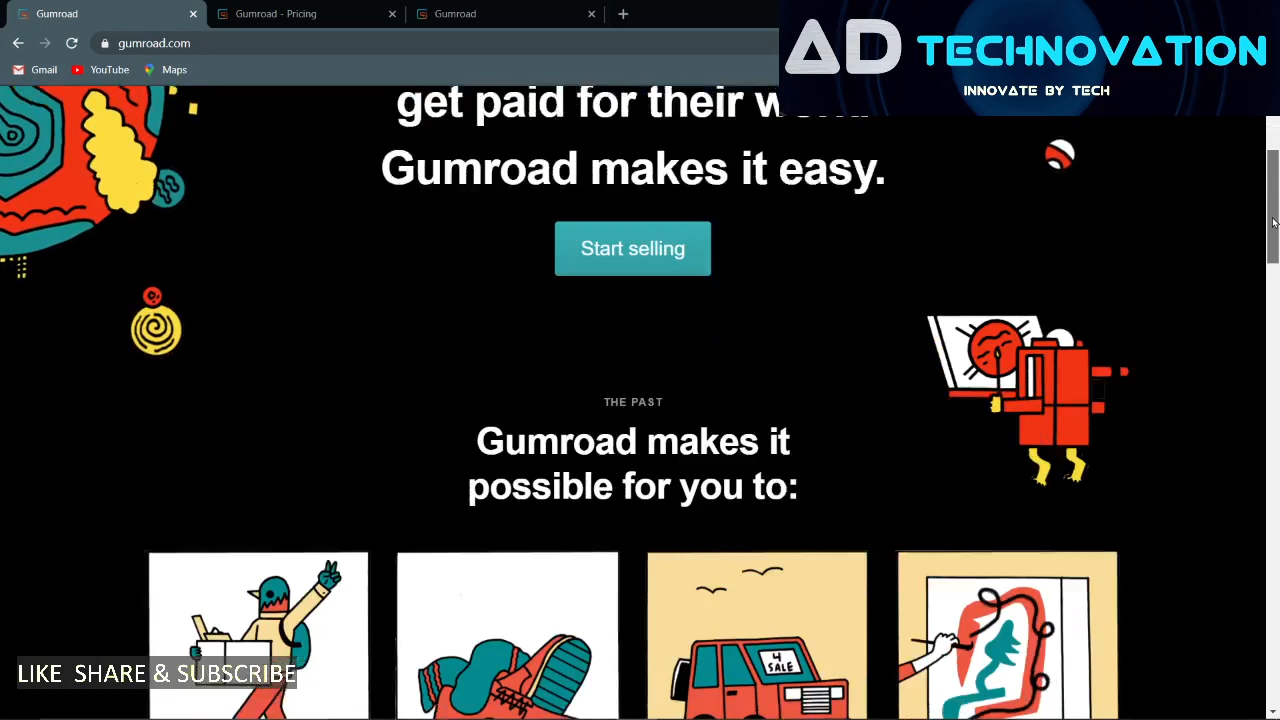 Gumroad
Gumroad - Pricing
Gumroad
gumroad.com
Gmail
YouTube
Maps
AD TECHNOVATION
INNOVATE BY TECH
get paid for their
Gumroad makes it easy.
Start selling
THE PAST
Gumroad makes it
possible for you to:
4
SALE
LIKE SHARE & SUBSCRIBE